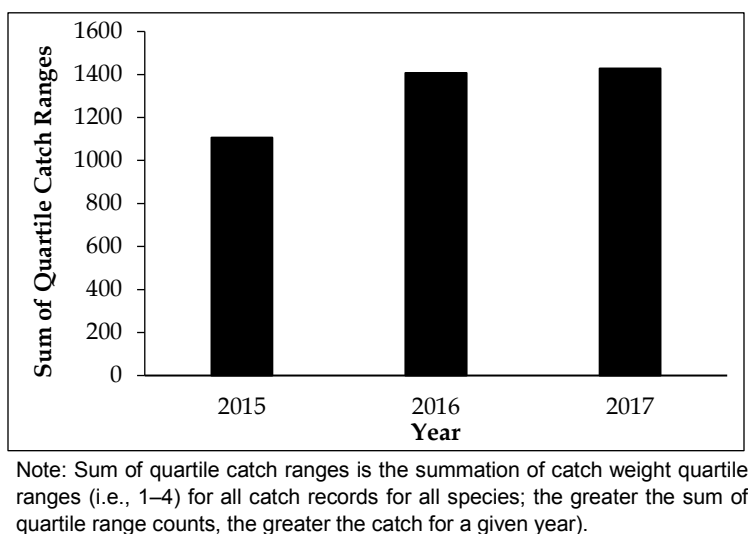 Sum of Quartile Catch Ranges
1600
1400
1200
1000
800
600
400
200
0
2015 2016 2017
Year
Note: Sum of quartile catch ranges is the summation of catch weight quartile
ranges (i.e., 1–4) for all catch records for all species; the greater the sum of
quartile range counts, the greater the catch for a given year).